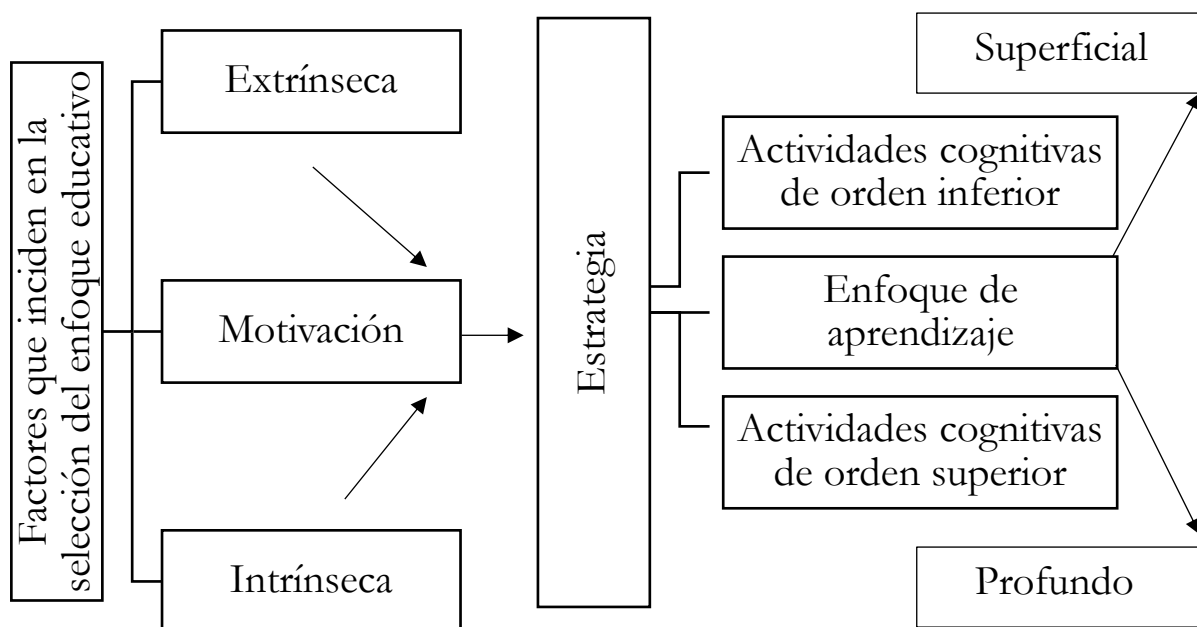 Factores que inciden en la
selección del enfoque educativo
Extrínseca
Motivación
Intrínseca
Estrategia
Actividades cognitivas
de orden inferior
Enfoque de
aprendizaje
Actividades cognitivas
de orden superior
Superficial
Profundo